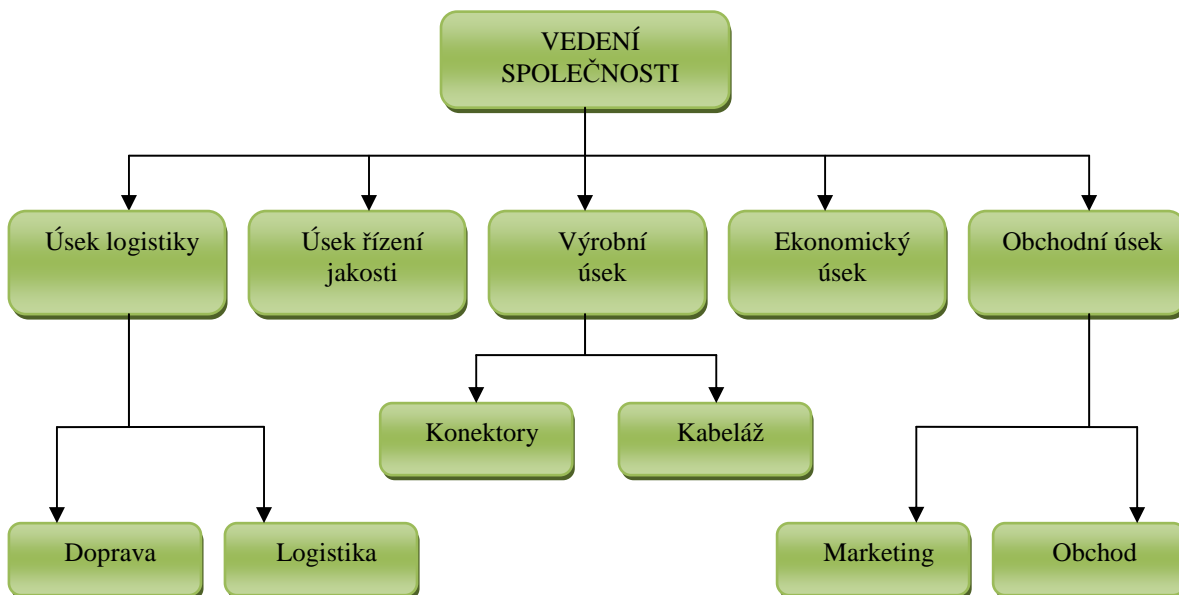 VEDENÍ
SPOLEČNOSTI
Úsek logistiky
Úsek řízení
jakosti
Výrobní
úsek
Ekonomický
úsek
Obchodní úsek
Konektory
Kabeláž
Doprava
Logistika
Marketing
Obchod